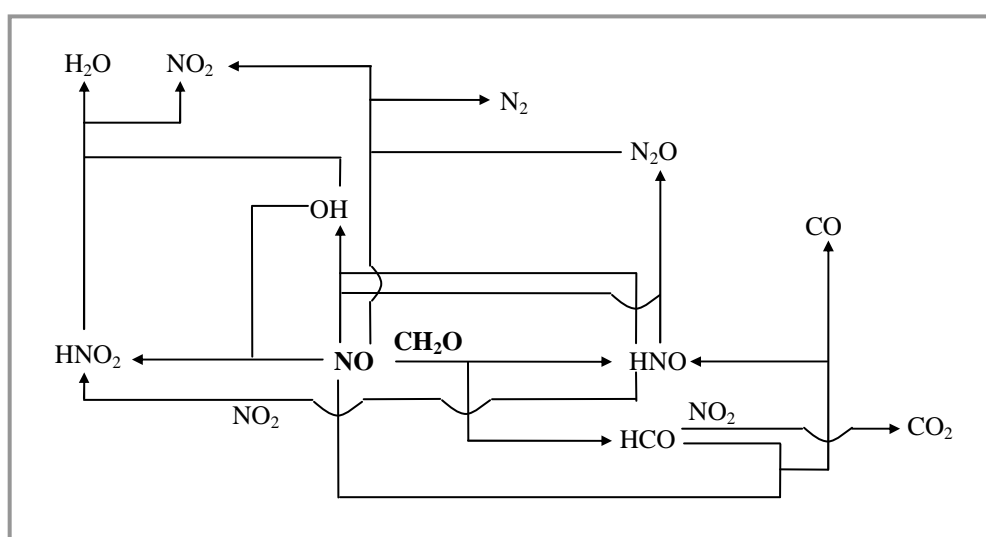 H₂O NO₂
N₂
N₂O
OH
CO
CH₂O
HNO₂ NO HNO
NO₂ NO₂
HCO CO₂